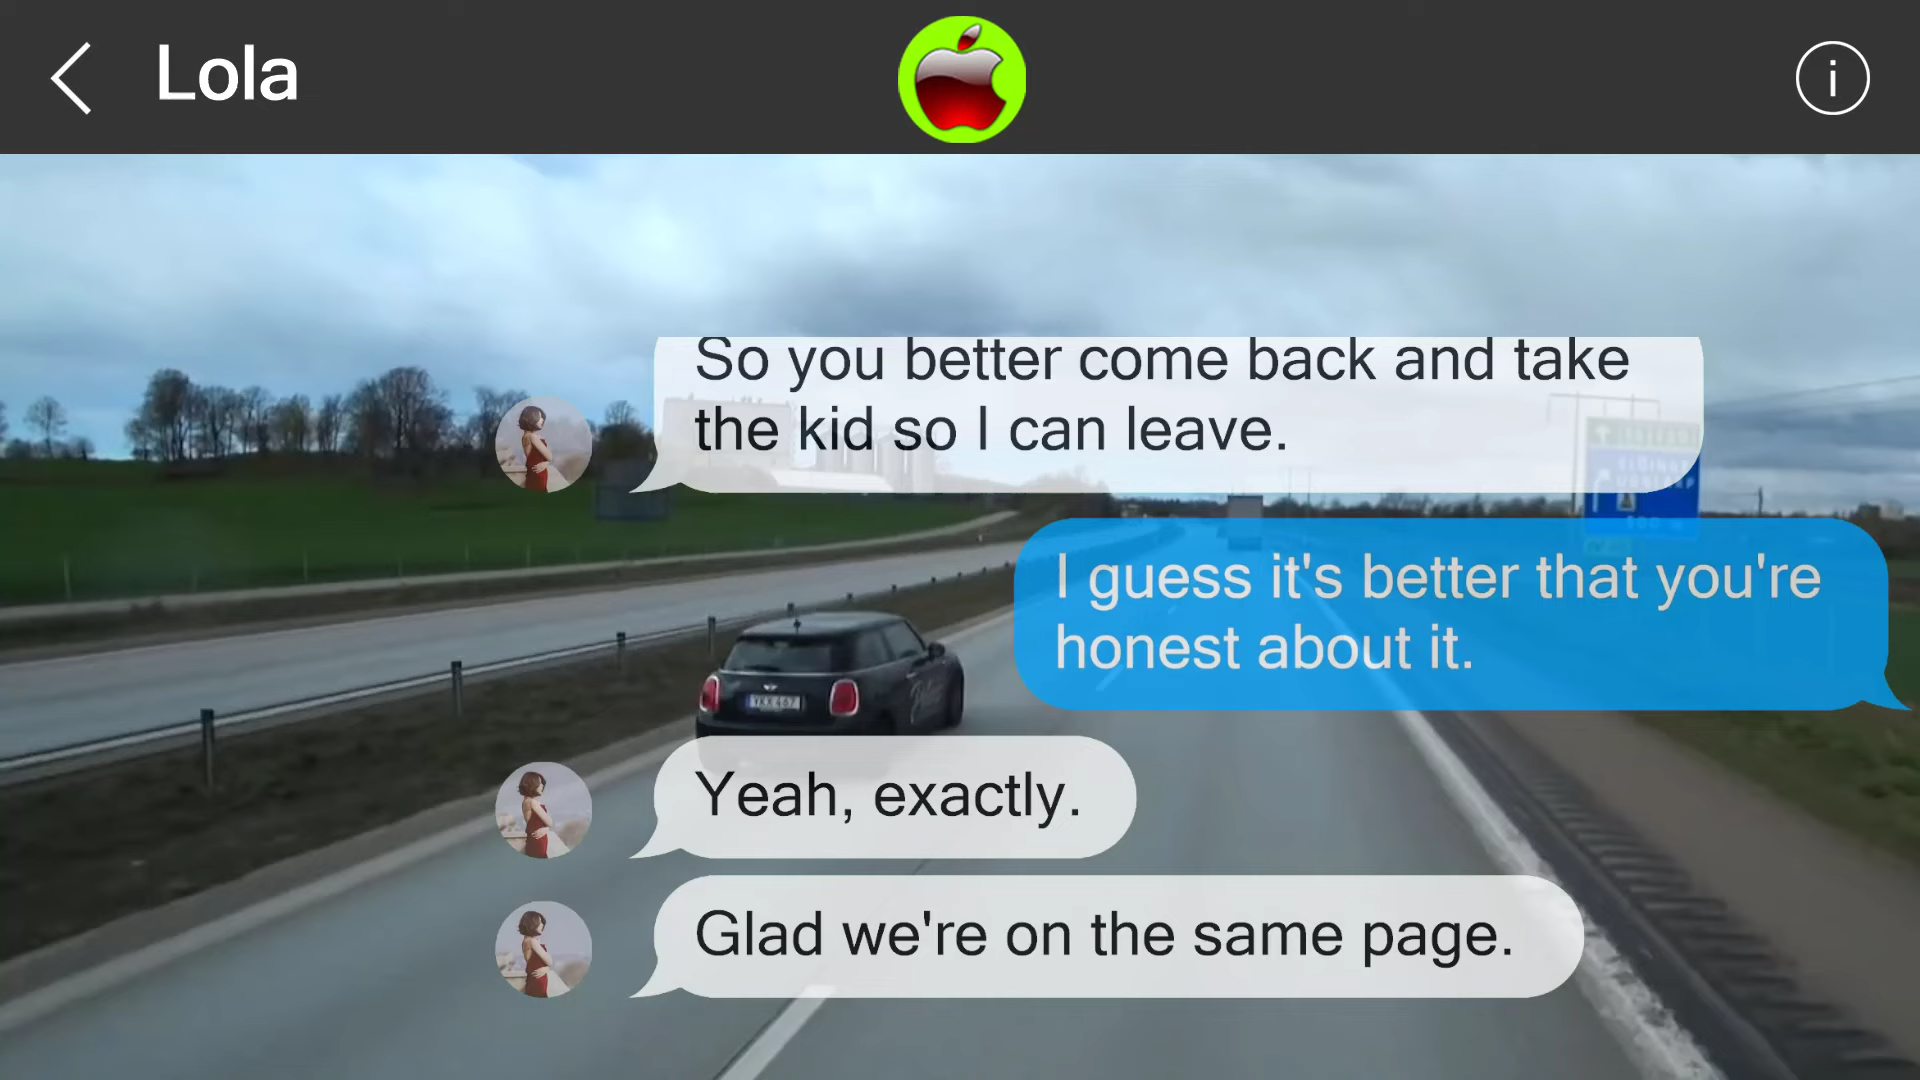 Lola
i
So you better come back and take
the kid so I can leave.
I guess it's better that you're
honest about it.
Yeah, exactly.
Glad we're on the same page.